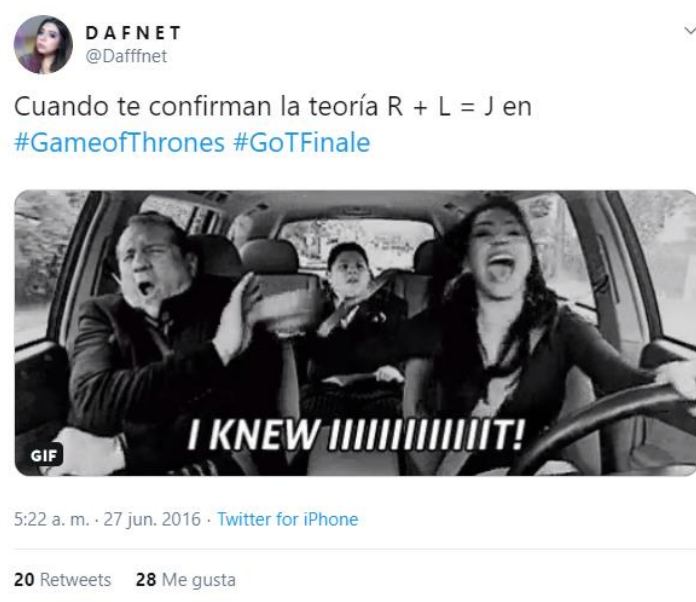 DAFNET
@Dafffnet
Cuando te confirman la teoría R + L = J en
#GameofThrones #GoTFinale
I KNEW IIIIIIIIIIIIIT!
GIF
5:22 a. m. · 27 jun. 2016 · Twitter for iPhone
20 Retweets 28 Me gusta